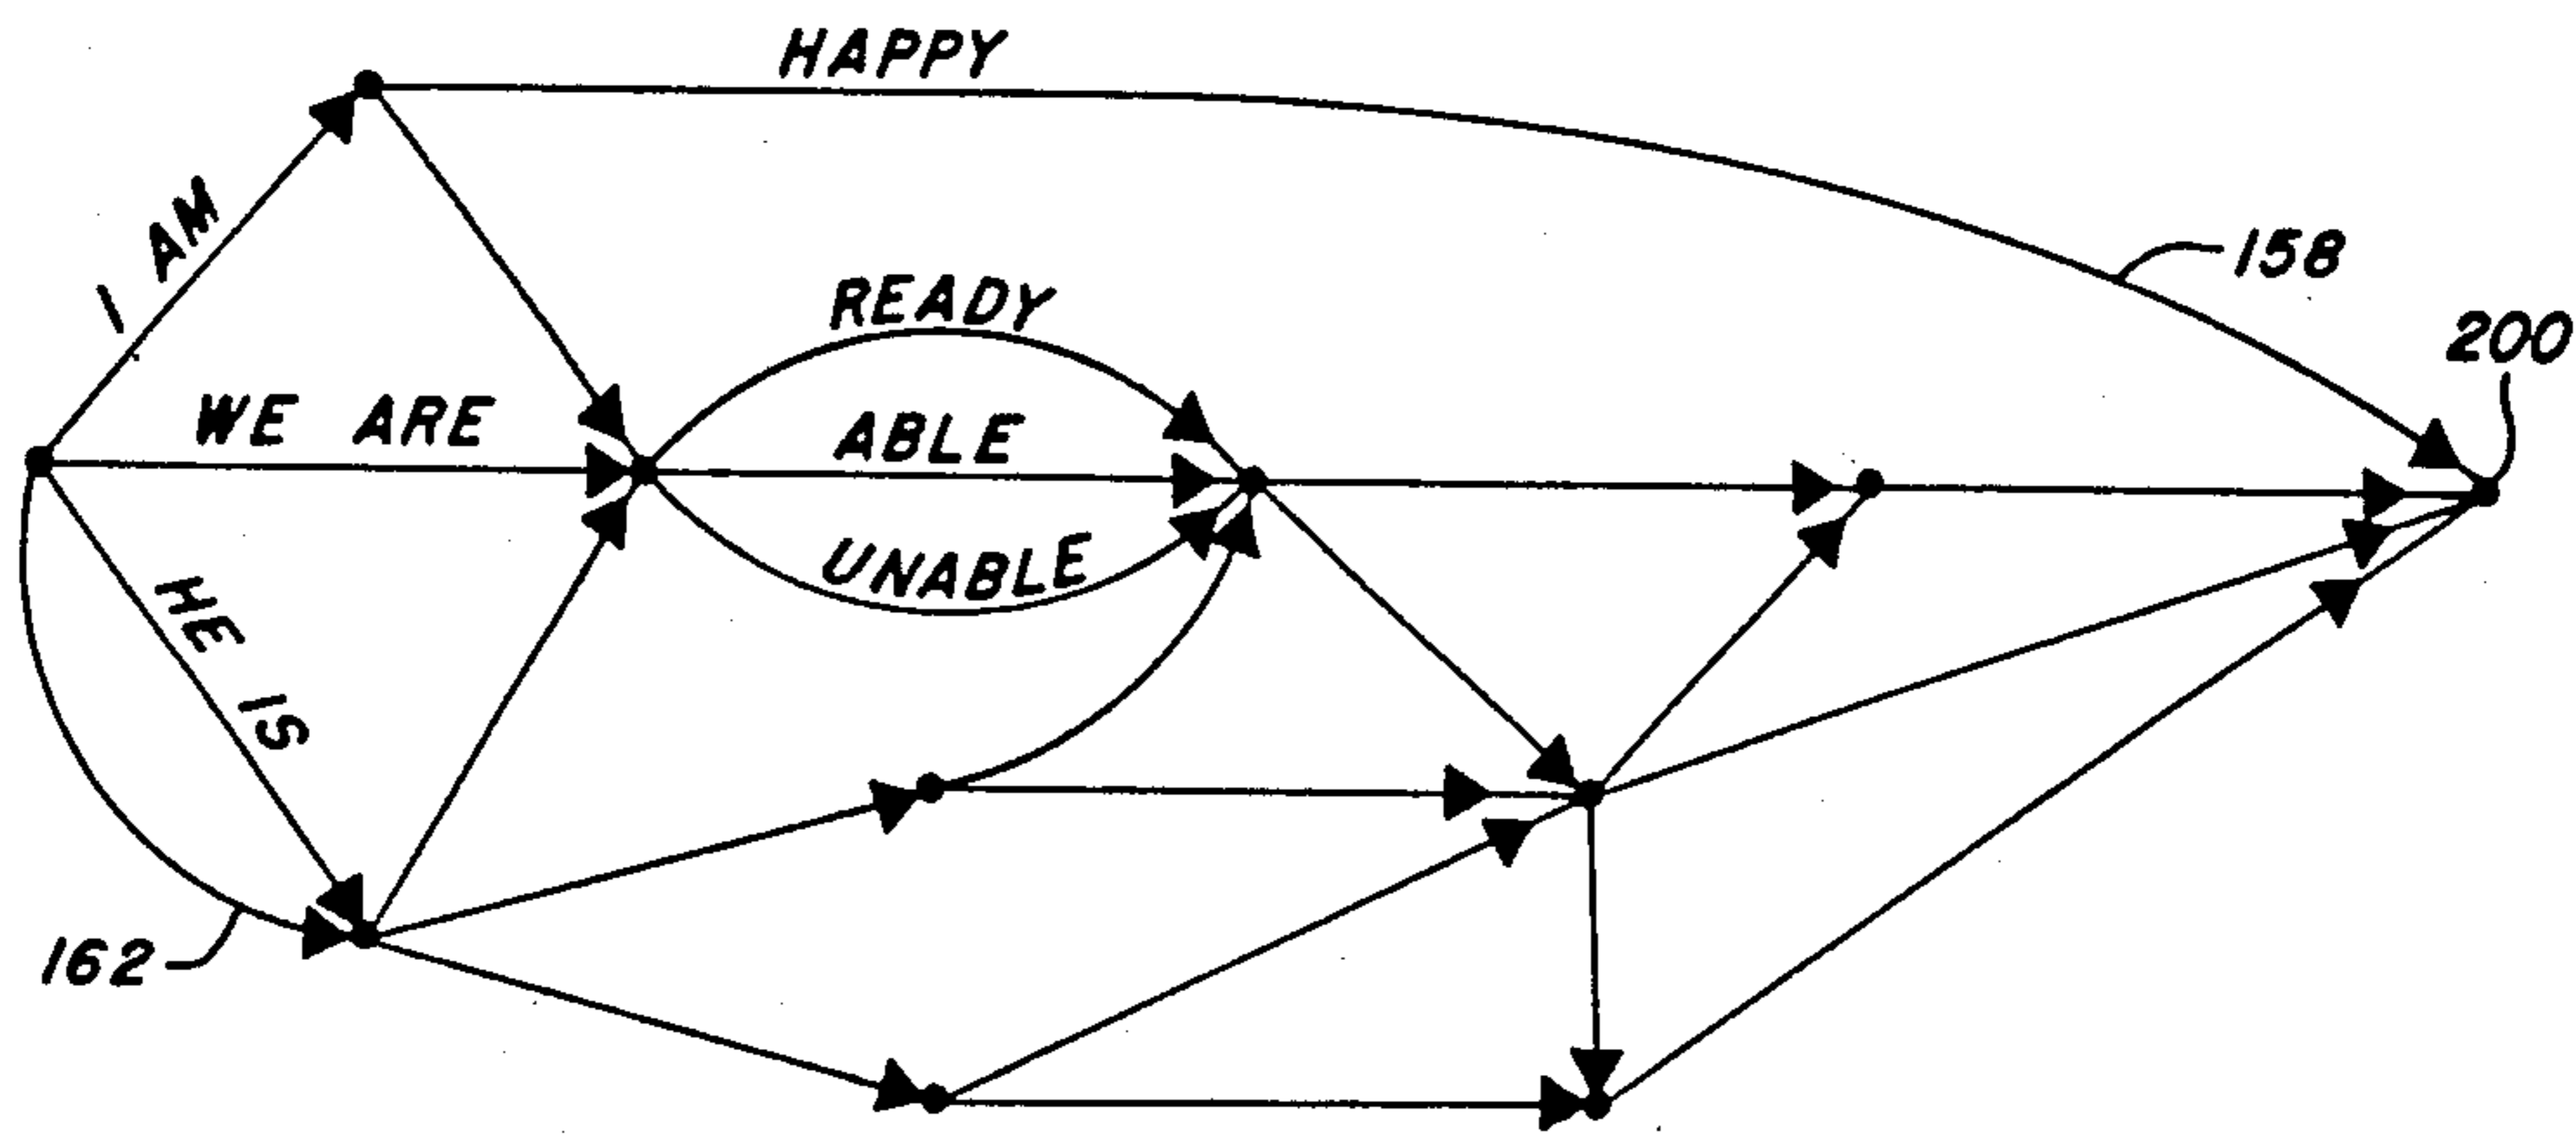 HAPPY
I AM
158
READY
200
WE ARE
ABLE
UNABLE
HE IS
162